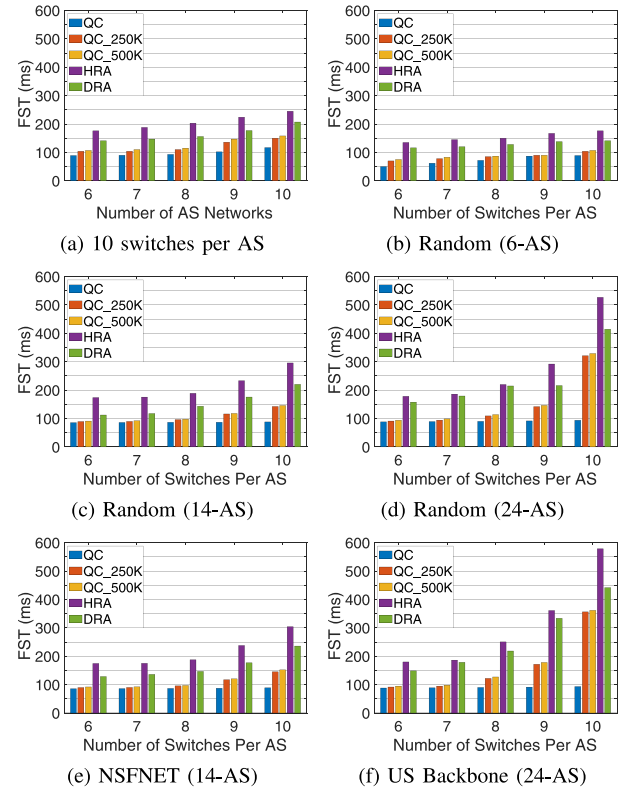 600
500
400
300
200
100
0
FST (ms)
QC
QC_250K
QC_500K
HRA
DRA
6 7 8 9 10
Number of AS Networks
(a) 10 switches per AS
600
500
400
300
200
100
0
FST (ms)
QC
QC_250K
QC_500K
HRA
DRA
6 7 8 9 10
Number of Switches Per AS
(b) Random (6-AS)
600
500
400
300
200
100
0
FST (ms)
QC
QC_250K
QC_500K
HRA
DRA
6 7 8 9 10
Number of Switches Per AS
(c) Random (14-AS)
600
500
400
300
200
100
0
FST (ms)
QC
QC_250K
QC_500K
HRA
DRA
6 7 8 9 10
Number of Switches Per AS
(d) Random (24-AS)
600
500
400
300
200
100
0
FST (ms)
QC
QC_250K
QC_500K
HRA
DRA
6 7 8 9 10
Number of Switches Per AS
(e) NSFNET (14-AS)
600
500
400
300
200
100
0
FST (ms)
QC
QC_250K
QC_500K
HRA
DRA
6 7 8 9 10
Number of Switches Per AS
(f) US Backbone (24-AS)